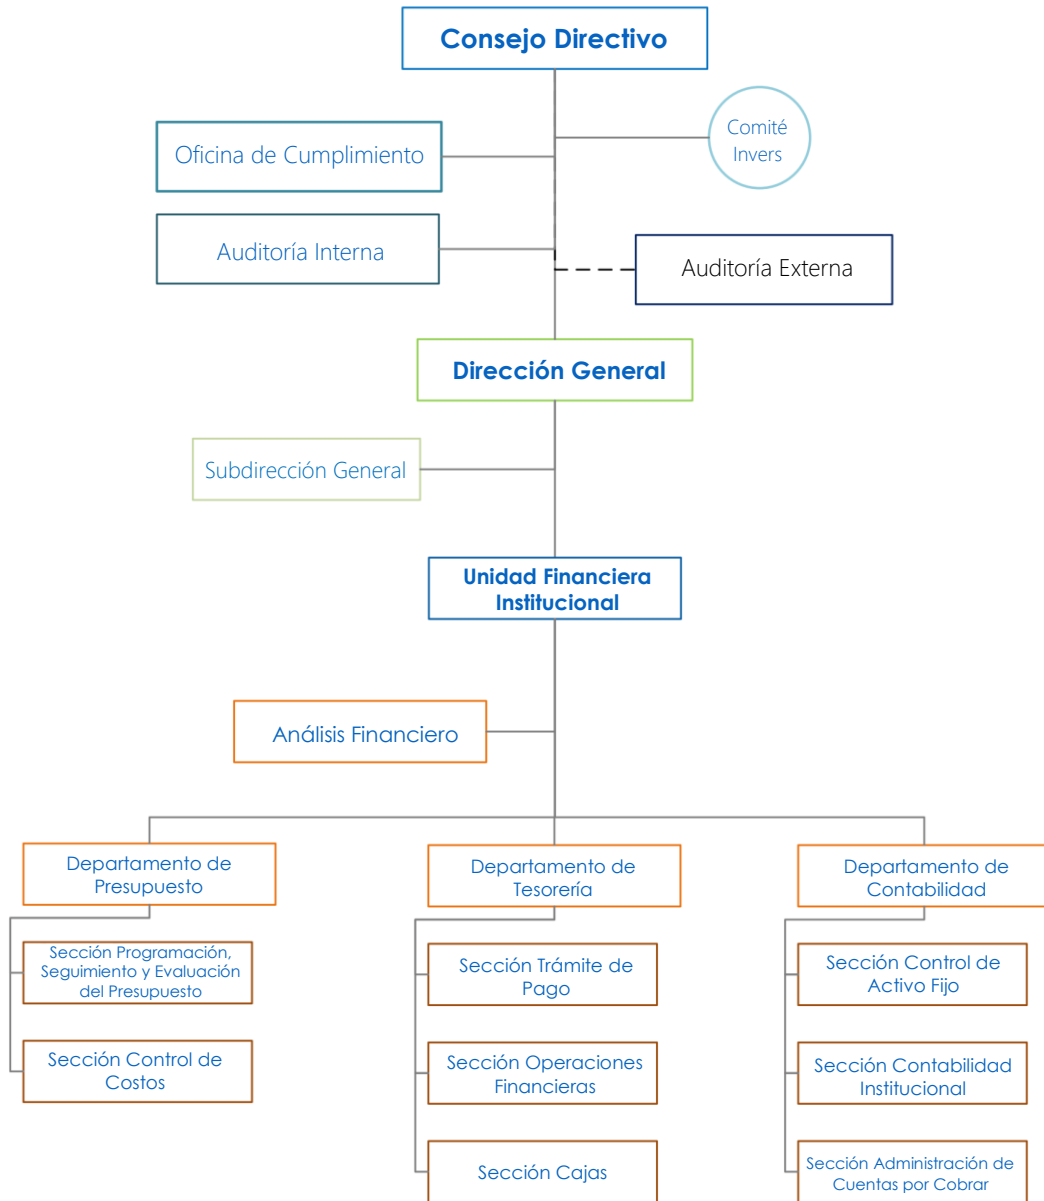 Consejo Directivo
Comité
Invers
Oficina de Cumplimiento
Auditoría Interna
Auditoría Externa
Dirección General
Subdirección General
Unidad Financiera
Institucional
Análisis Financiero
Departamento de
Presupuesto
Departamento de
Tesorería
Departamento de
Contabilidad
Sección Programación,
Seguimiento y Evaluación
del Presupuesto
Sección Trámite de
Pago
Sección Control de
Activo Fijo
Sección Control de
Costos
Sección Operaciones
Financieras
Sección Contabilidad
Institucional
Sección Cajas
Sección Administración de
Cuentas por Cobrar